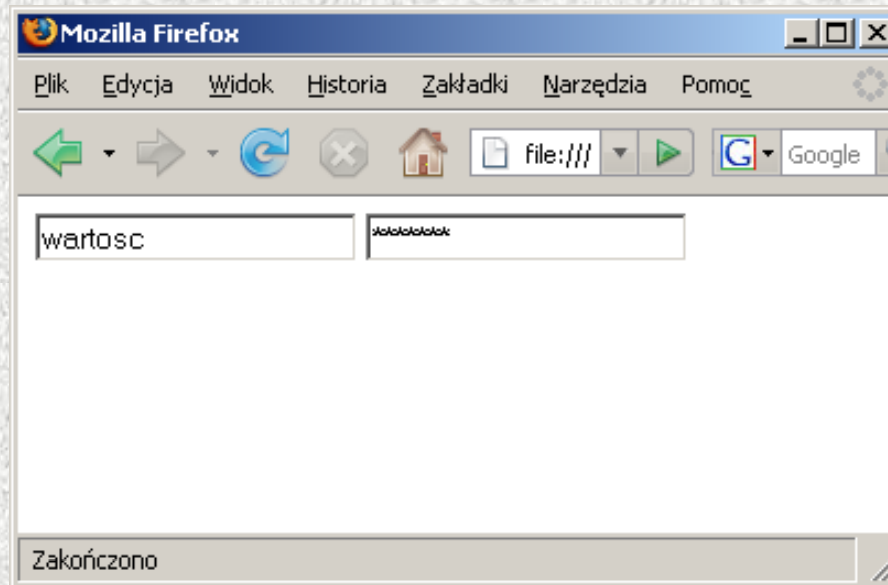 Mozilla Firefox
Plik Edycja Widok Historia Zakładki Narzędzia Pomoc
file:/// G Google
wartosc ********
Zakończono